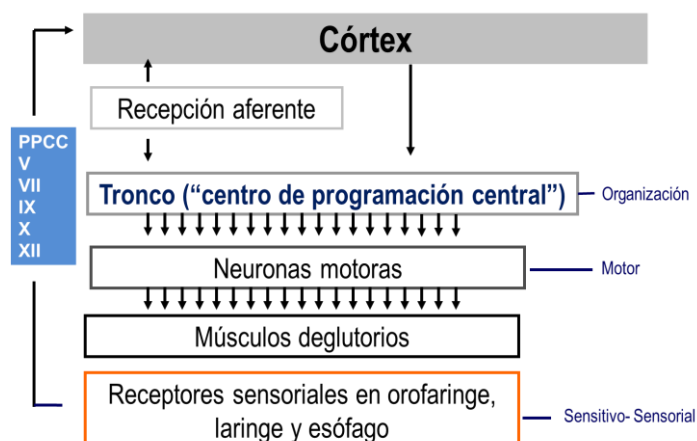 Córtex
Recepción aferente
PPCC
V
VII
IX
X
XII
Tronco (“centro de programación central”)
Organización
Neuronas motoras
Motor
Músculos deglutorios
Receptores sensoriales en orofaringe,
laringe y esófago
Sensitivo- Sensorial